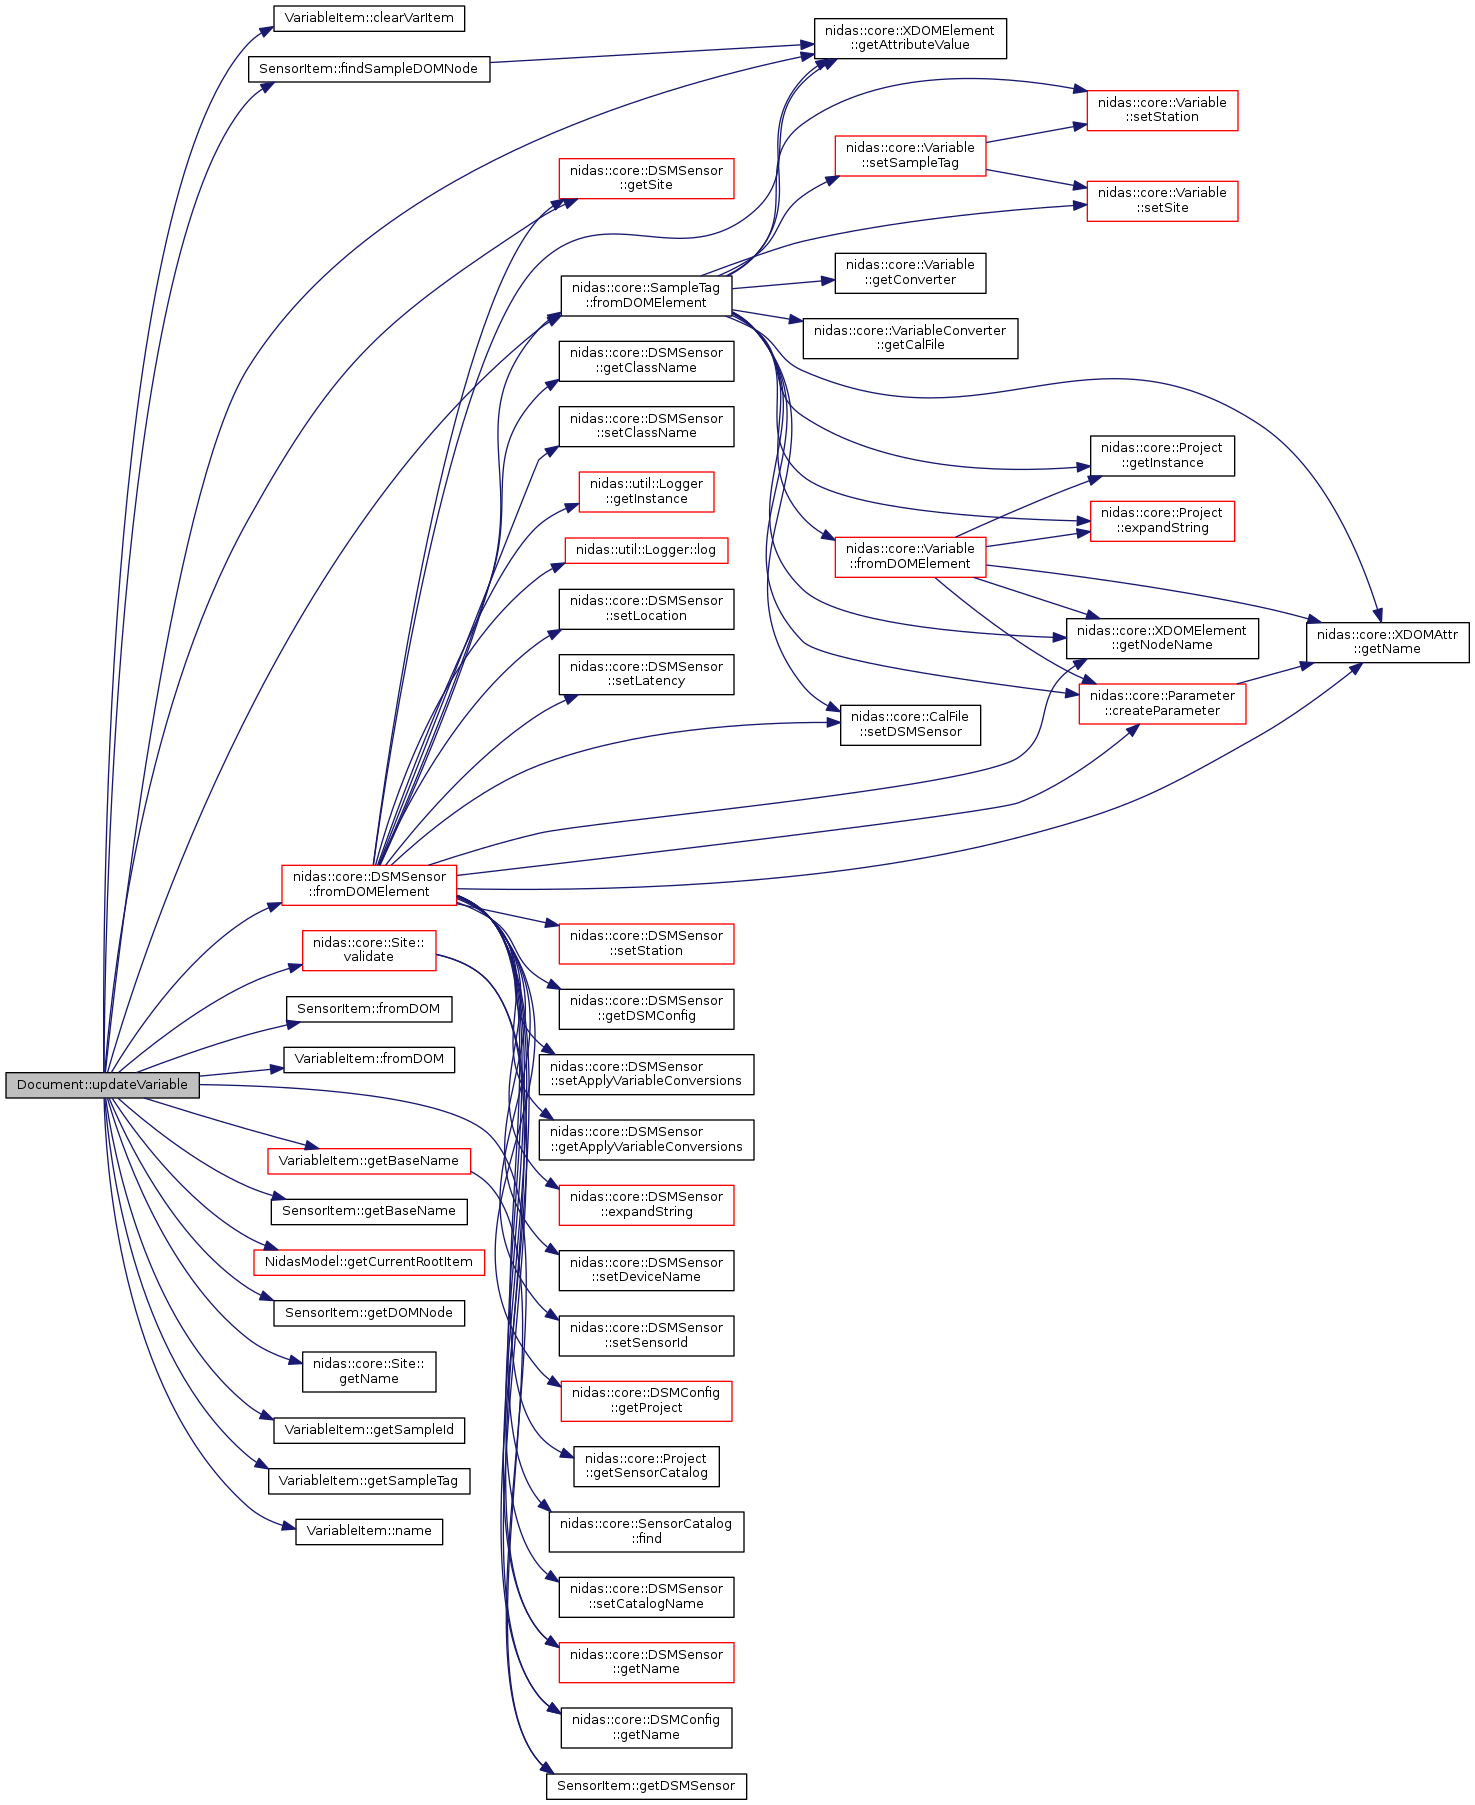 VariableItem::clearVarItem
SensorItem::findSampleDOMNode
nidas::core::XDOMElement
::getAttributeValue
nidas::core::Variable
::setStation
nidas::core::Variable
::setSampleTag
nidas::core::DSMSensor
::getSite
nidas::core::Variable
::setSite
nidas::core::Variable
::getConverter
nidas::core::SampleTag
::fromDOMElement
nidas::core::VariableConverter
::getCalFile
nidas::core::DSMSensor
::getClassName
nidas::core::DSMSensor
::setClassName
nidas::core::Project
::getInstance
nidas::util::Logger
::getInstance
nidas::core::Project
::expandString
nidas::util::Logger::log
nidas::core::Variable
::fromDOMElement
nidas::core::DSMSensor
::setLocation
nidas::core::XDOMElement
::getNodeName
nidas::core::XDOMAttr
::getName
nidas::core::DSMSensor
::setLatency
nidas::core::Parameter
::createParameter
nidas::core::CalFile
::setDSMSensor
nidas::core::DSMSensor
::fromDOMElement
nidas::core::DSMSensor
::setStation
nidas::core::Site::
validate
SensorItem::fromDOM
nidas::core::DSMSensor
::getDSMConfig
VariableItem::fromDOM
nidas::core::DSMSensor
::setApplyVariableConversions
Document::updateVariable
nidas::core::DSMSensor
::getApplyVariableConversions
VariableItem::getBaseName
SensorItem::getBaseName
nidas::core::DSMSensor
::expandString
NidasModel::getCurrentRootItem
nidas::core::DSMSensor
::setDeviceName
SensorItem::getDOMNode
nidas::core::DSMSensor
::setSensorId
nidas::core::Site::
getName
nidas::core::DSMConfig
::getProject
VariableItem::getSampleId
nidas::core::Project
::getSensorCatalog
VariableItem::getSampleTag
VariableItem::name
nidas::core::SensorCatalog
::find
nidas::core::DSMSensor
::setCatalogName
nidas::core::DSMSensor
::getName
nidas::core::DSMConfig
::getName
SensorItem::getDSMSensor